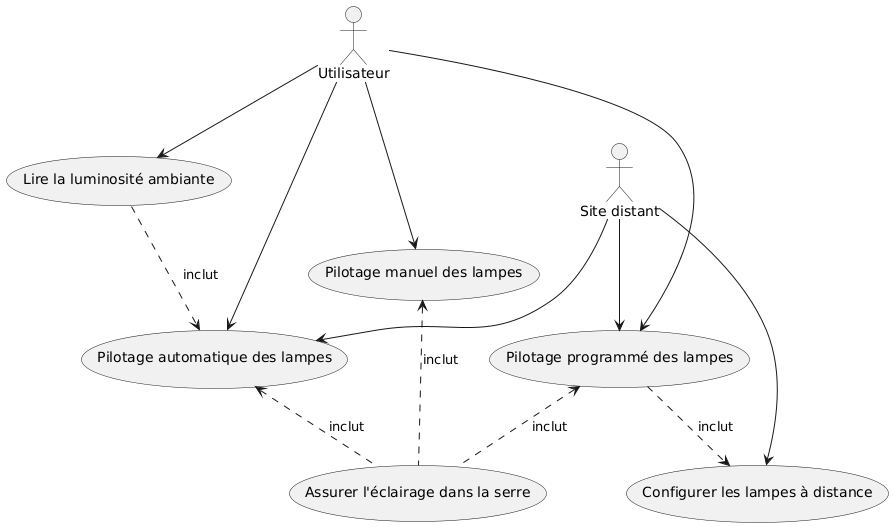 Utilisateur
Lire la luminosité ambiante
Site distant
inclut
Pilotage manuel des lampes
Pilotage automatique des lampes
inclut
Pilotage programmé des lampes
inclut
inclut
inclut
Assurer l'éclairage dans la serre
Configurer les lampes à distance